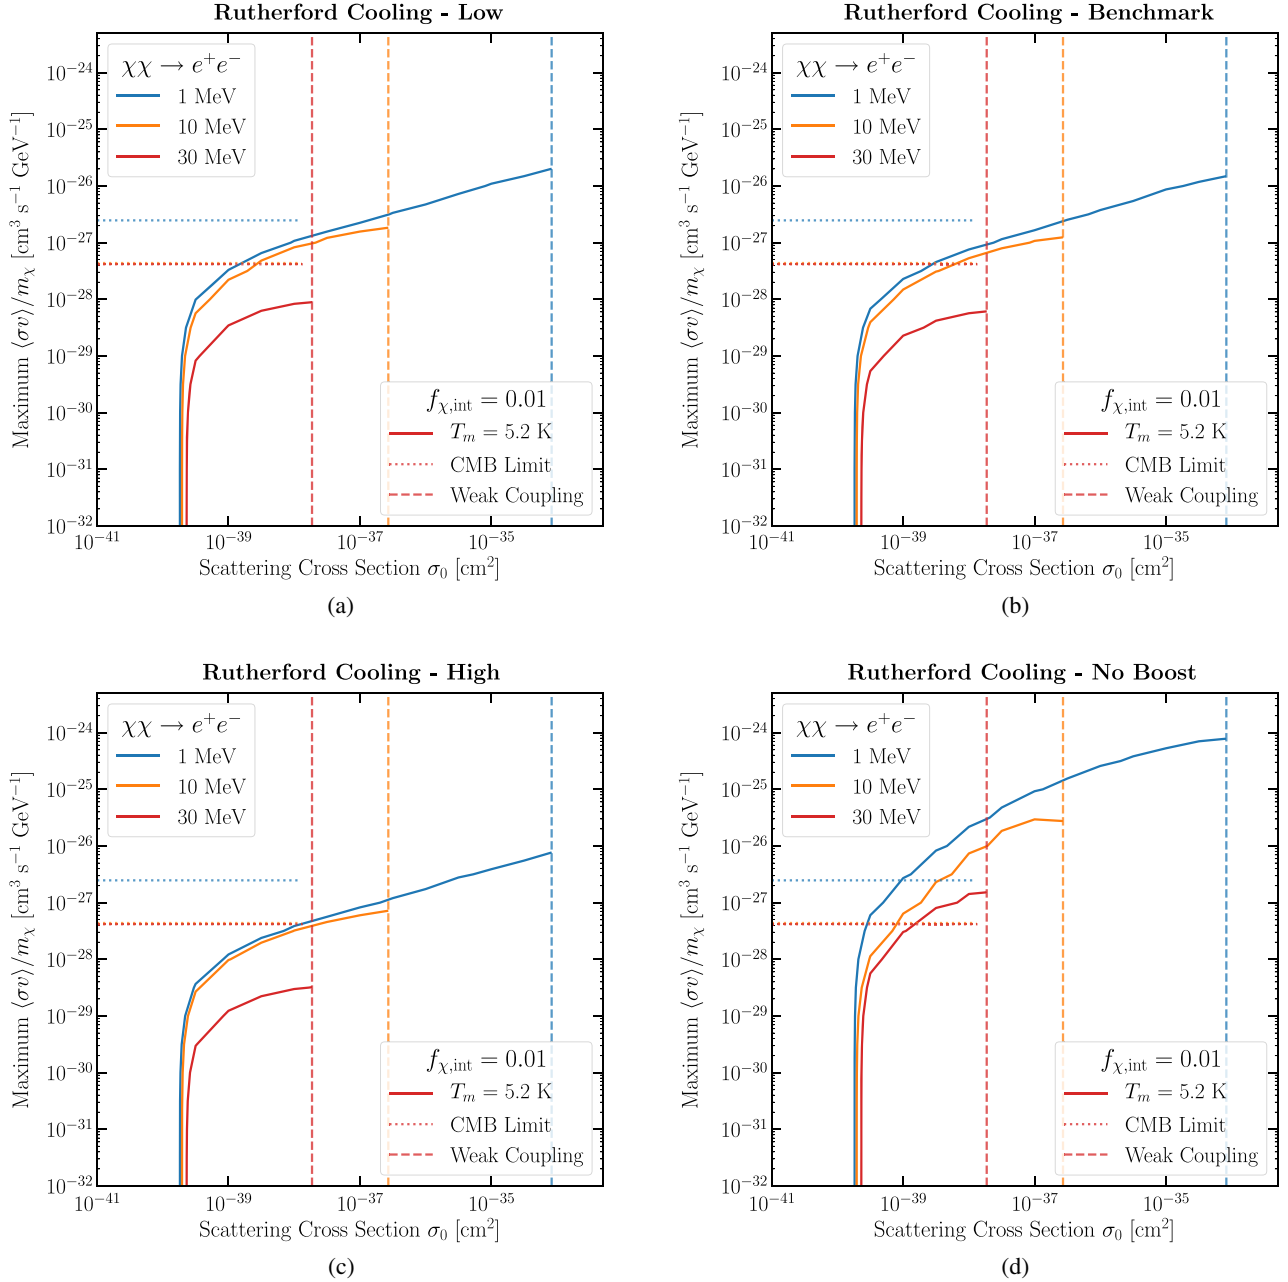 Rutherford Cooling - Low
χχ → e⁺e⁻
1 MeV
10 MeV
30 MeV
Maximum ⟨σv⟩/m_χ [cm³ s⁻¹ GeV⁻¹]
10⁻²⁴
10⁻²⁵
10⁻²⁶
10⁻²⁷
10⁻²⁸
10⁻²⁹
10⁻³⁰
10⁻³¹
10⁻³²
f_χ,int = 0.01
T_m = 5.2 K
CMB Limit
Weak Coupling
10⁻⁴¹ 10⁻³⁹ 10⁻³⁷ 10⁻³⁵
Scattering Cross Section σ₀ [cm²]
(a)
Rutherford Cooling - Benchmark
χχ → e⁺e⁻
1 MeV
10 MeV
30 MeV
Maximum ⟨σv⟩/m_χ [cm³ s⁻¹ GeV⁻¹]
10⁻²⁴
10⁻²⁵
10⁻²⁶
10⁻²⁷
10⁻²⁸
10⁻²⁹
10⁻³⁰
10⁻³¹
10⁻³²
f_χ,int = 0.01
T_m = 5.2 K
CMB Limit
Weak Coupling
10⁻⁴¹ 10⁻³⁹ 10⁻³⁷ 10⁻³⁵
Scattering Cross Section σ₀ [cm²]
(b)
Rutherford Cooling - High
χχ → e⁺e⁻
1 MeV
10 MeV
30 MeV
Maximum ⟨σv⟩/m_χ [cm³ s⁻¹ GeV⁻¹]
10⁻²⁴
10⁻²⁵
10⁻²⁶
10⁻²⁷
10⁻²⁸
10⁻²⁹
10⁻³⁰
10⁻³¹
10⁻³²
f_χ,int = 0.01
T_m = 5.2 K
CMB Limit
Weak Coupling
10⁻⁴¹ 10⁻³⁹ 10⁻³⁷ 10⁻³⁵
Scattering Cross Section σ₀ [cm²]
(c)
Rutherford Cooling - No Boost
χχ → e⁺e⁻
1 MeV
10 MeV
30 MeV
Maximum ⟨σv⟩/m_χ [cm³ s⁻¹ GeV⁻¹]
10⁻²⁴
10⁻²⁵
10⁻²⁶
10⁻²⁷
10⁻²⁸
10⁻²⁹
10⁻³⁰
10⁻³¹
10⁻³²
f_χ,int = 0.01
T_m = 5.2 K
CMB Limit
Weak Coupling
10⁻⁴¹ 10⁻³⁹ 10⁻³⁷ 10⁻³⁵
Scattering Cross Section σ₀ [cm²]
(d)